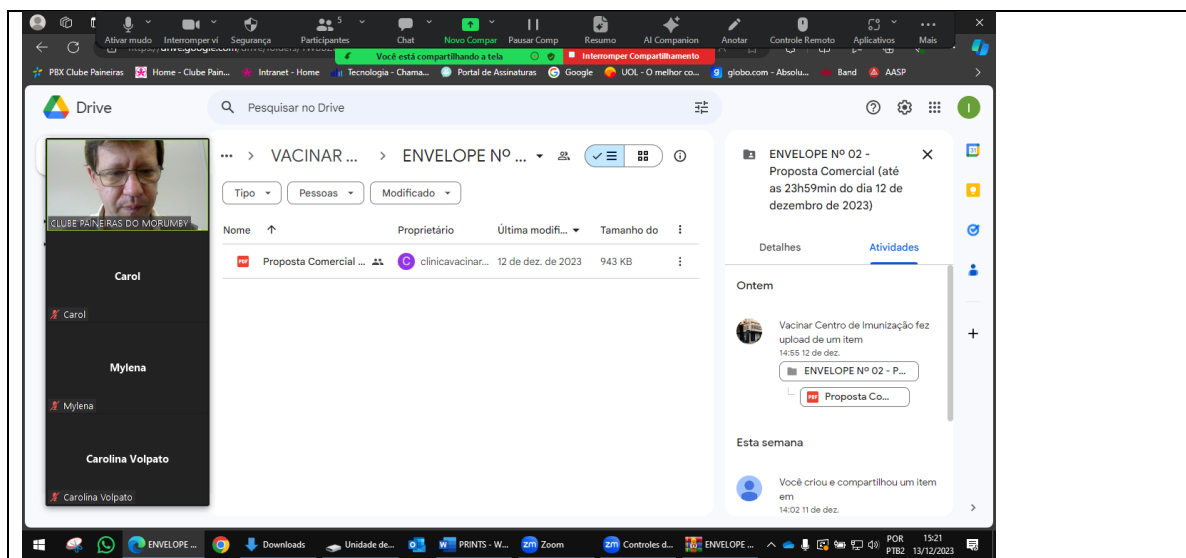 5
Ativar mudo
Interromper ví
Segurança
Participantes
Chat
Novo Compar
Pausar Comp
Resumo
AI Companion
Anotar
Controle Remoto
Aplicativos
Mais
Você está compartilhando a tela
Interromper Compartilhamento
PBX Clube Paineiras
Home - Clube Pain...
Intranet - Home
Tecnologia - Chama...
Portal de Assinaturas
Google
UOL - O melhor co...
globo.com - Absolu...
Band
AASP
Drive
Pesquisar no Drive
I
VACINAR ... > ENVELOPE Nº ...
Tipo
Pessoas
Modificado
Nome
Proprietário
Última modifi...
Tamanho do
PDF
Proposta Comercial ...
C
clinicavacinar...
12 de dez. de 2023
943 KB
CLUBE PAINEIRAS DO MORUMBY
Carol
Carol
Mylena
Mylena
Carolina Volpato
Carolina Volpato
ENVELOPE Nº 02 -
Proposta Comercial (até
as 23h59min do dia 12 de
dezembro de 2023)
Detalhes
Atividades
Ontem
Vacinar Centro de Imunização fez
upload de um item
14:55 12 de dez.
ENVELOPE Nº 02 - P...
PDF
Proposta Co...
Esta semana
Você criou e compartilhou um item
em
14:02 11 de dez.
31
ENVELOPE ...
Downloads
Unidade de...
PRINTS - W...
zm
Zoom
zm
Controles d...
ENVELOPE ...
POR
PTB2
15:21
13/12/2023